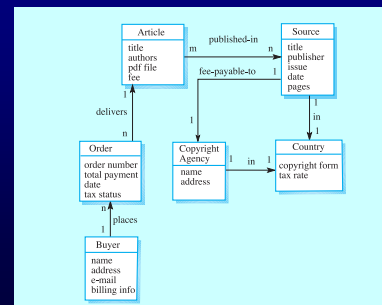 Article
title
authors
pdf file
fee
m
published-in
n
Source
title
publisher
issue
date
pages
fee-payable-to
1
1
delivers
n
1
1
in
1
Order
order number
total payment
date
tax status
Copyright
Agency
name
address
1
in
1
Country
copyright form
tax rate
n
places
1
Buyer
name
address
e-mail
billing info